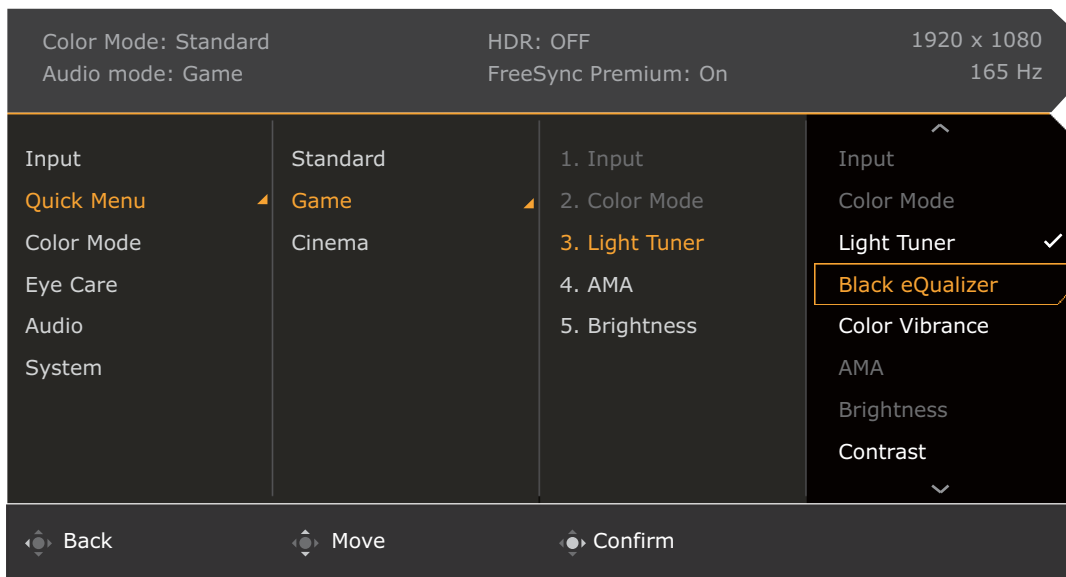 Color Mode: Standard
HDR: OFF
1920 x 1080
Audio mode: Game
FreeSync Premium: On
165 Hz
Input
Quick Menu
Color Mode
Eye Care
Audio
System
Standard
Game
Cinema
1. Input
2. Color Mode
3. Light Tuner
4. AMA
5. Brightness
Input
Color Mode
Light Tuner
Black eQualizer
Color Vibrance
AMA
Brightness
Contrast
Back
Move
Confirm